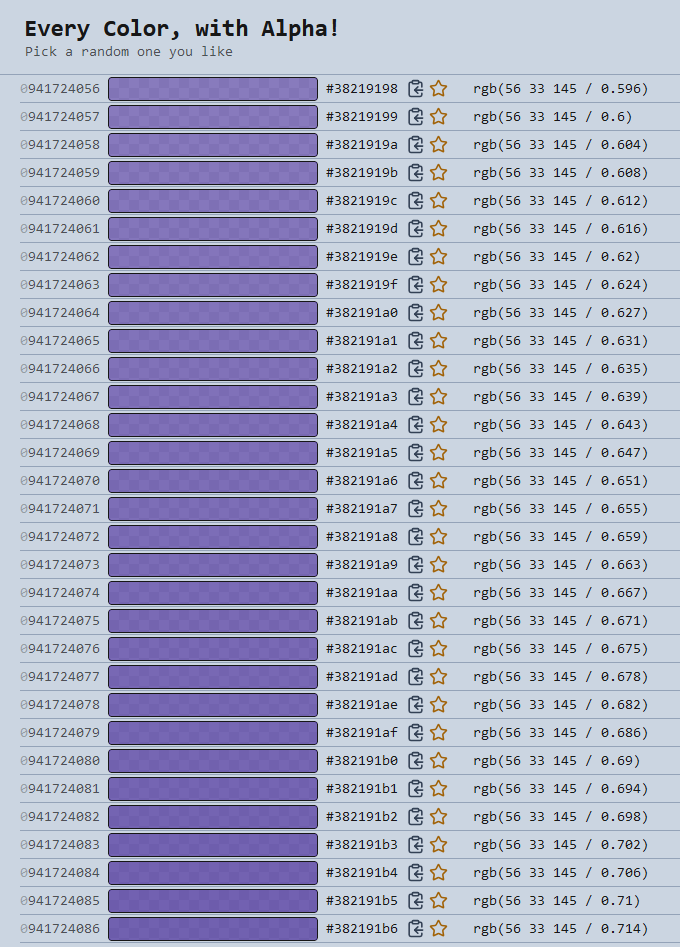 Every Color, with Alpha!
Pick a random one you like
0941724056 #38219198 rgb(56 33 145 / 0.596)
0941724057 #38219199 rgb(56 33 145 / 0.6)
0941724058 #3821919a rgb(56 33 145 / 0.604)
0941724059 #3821919b rgb(56 33 145 / 0.608)
0941724060 #3821919c rgb(56 33 145 / 0.612)
0941724061 #3821919d rgb(56 33 145 / 0.616)
0941724062 #3821919e rgb(56 33 145 / 0.62)
0941724063 #3821919f rgb(56 33 145 / 0.624)
0941724064 #382191a0 rgb(56 33 145 / 0.627)
0941724065 #382191a1 rgb(56 33 145 / 0.631)
0941724066 #382191a2 rgb(56 33 145 / 0.635)
0941724067 #382191a3 rgb(56 33 145 / 0.639)
0941724068 #382191a4 rgb(56 33 145 / 0.643)
0941724069 #382191a5 rgb(56 33 145 / 0.647)
0941724070 #382191a6 rgb(56 33 145 / 0.651)
0941724071 #382191a7 rgb(56 33 145 / 0.655)
0941724072 #382191a8 rgb(56 33 145 / 0.659)
0941724073 #382191a9 rgb(56 33 145 / 0.663)
0941724074 #382191aa rgb(56 33 145 / 0.667)
0941724075 #382191ab rgb(56 33 145 / 0.671)
0941724076 #382191ac rgb(56 33 145 / 0.675)
0941724077 #382191ad rgb(56 33 145 / 0.678)
0941724078 #382191ae rgb(56 33 145 / 0.682)
0941724079 #382191af rgb(56 33 145 / 0.686)
0941724080 #382191b0 rgb(56 33 145 / 0.69)
0941724081 #382191b1 rgb(56 33 145 / 0.694)
0941724082 #382191b2 rgb(56 33 145 / 0.698)
0941724083 #382191b3 rgb(56 33 145 / 0.702)
0941724084 #382191b4 rgb(56 33 145 / 0.706)
0941724085 #382191b5 rgb(56 33 145 / 0.71)
0941724086 #382191b6 rgb(56 33 145 / 0.714)